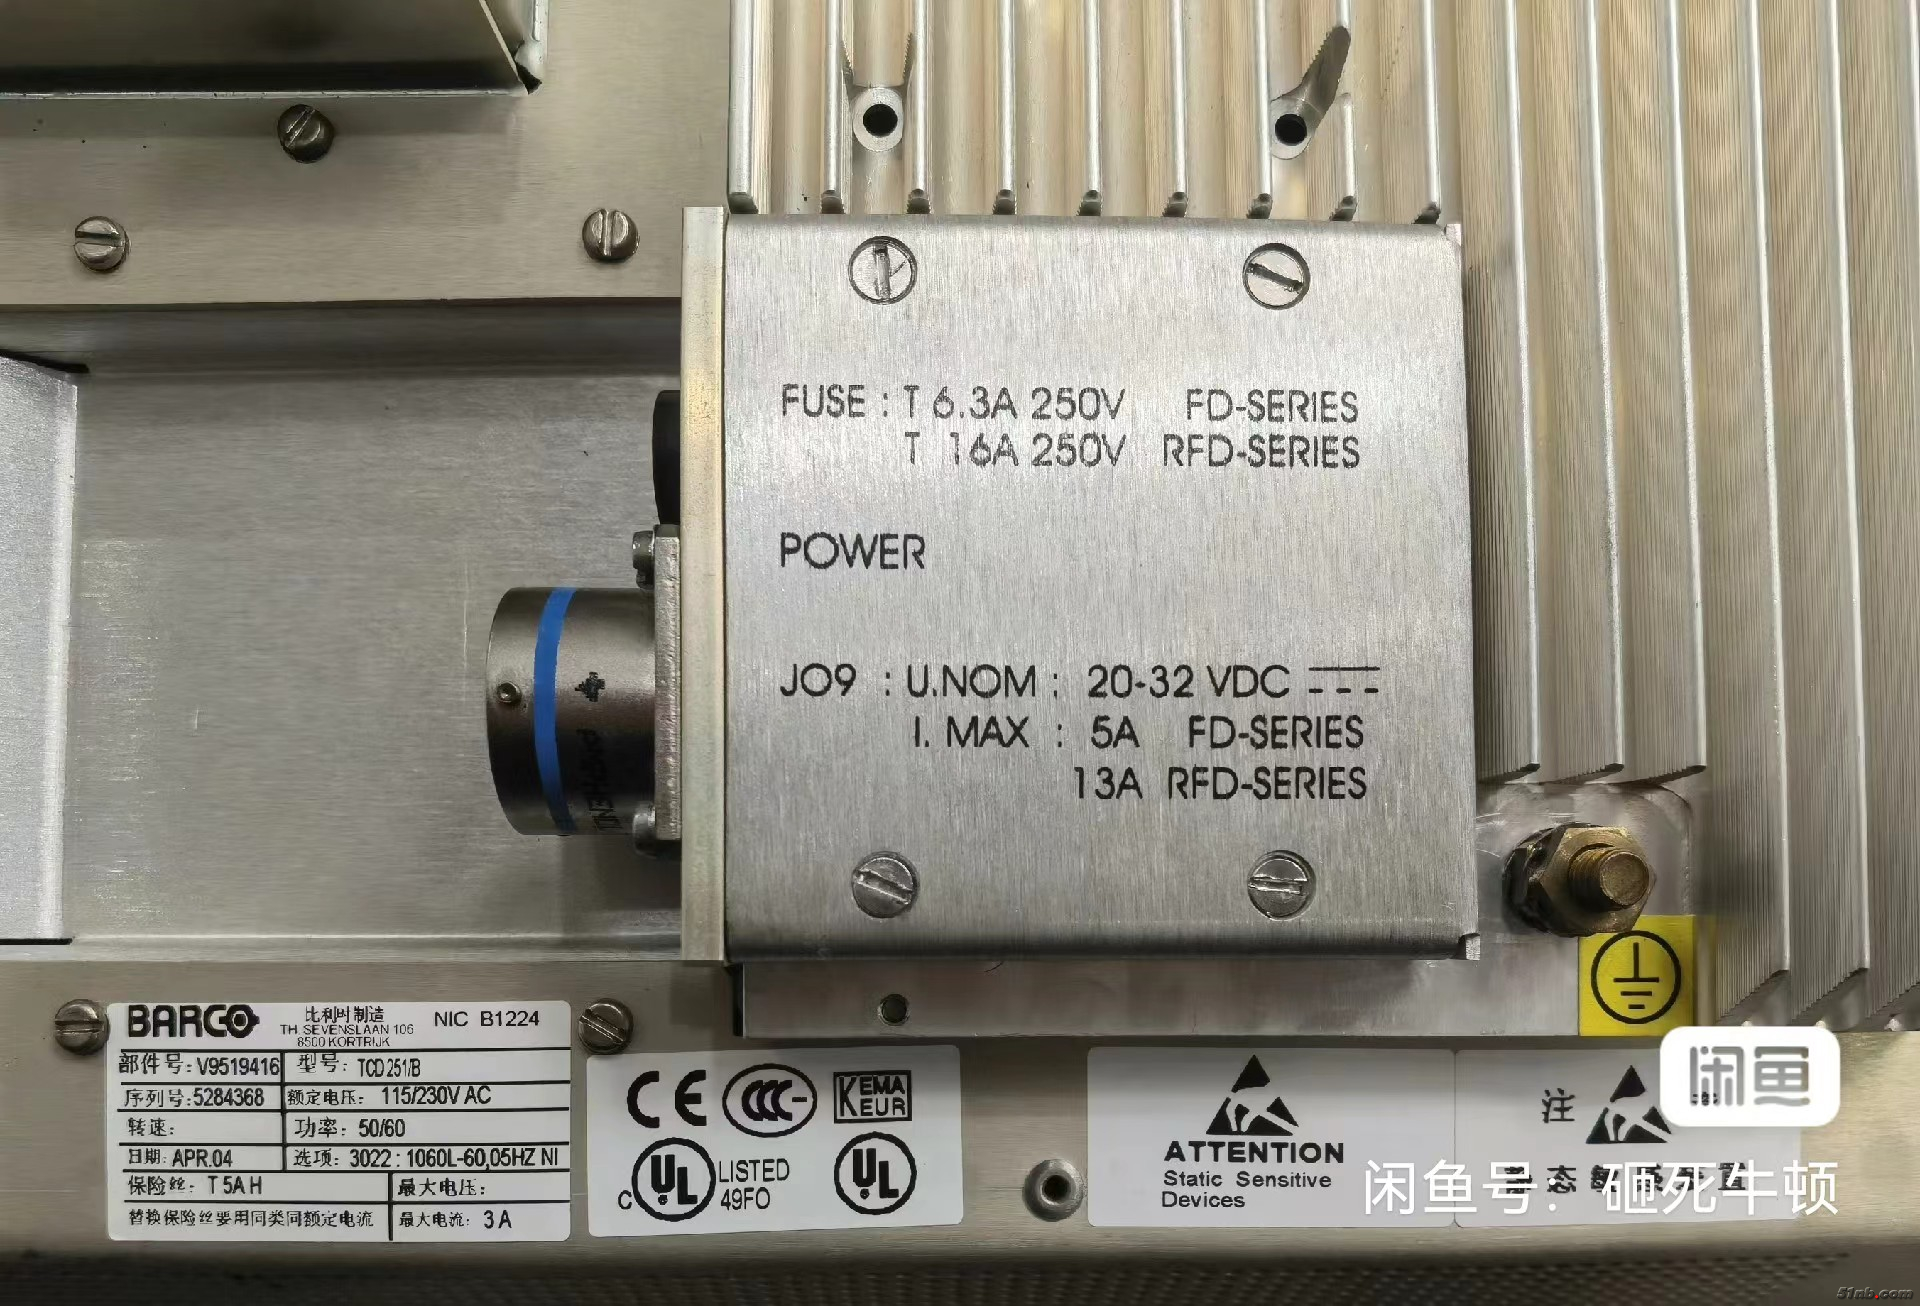 FUSE : T 6.3A 250V FD-SERIES
T 16A 250V RFD-SERIES
POWER
JO9 : U.NOM : 20-32 VDC
I. MAX : 5A FD-SERIES
13A RFD-SERIES
BARCO 比利时制造 NIC B1224
TH. SEVENSLAAN 106
8500 KORTRIJK
部件号: V9519416 型号: TCD 251/B
序列号: 5284368 额定电压: 115/230V AC
转速: 功率: 50/60
日期: APR.04 选项: 3022 : 1060L-60,05HZ NI
保险丝: T 5A H 最大电压:
替换保险丝要用同类同额定电流 最大电流: 3 A
CE CCC KEMA
EUR
C UL LISTED UL
49FO
ATTENTION
Static Sensitive
Devices
注
态
闲鱼
闲鱼号: 砸死牛顿
51nb.com